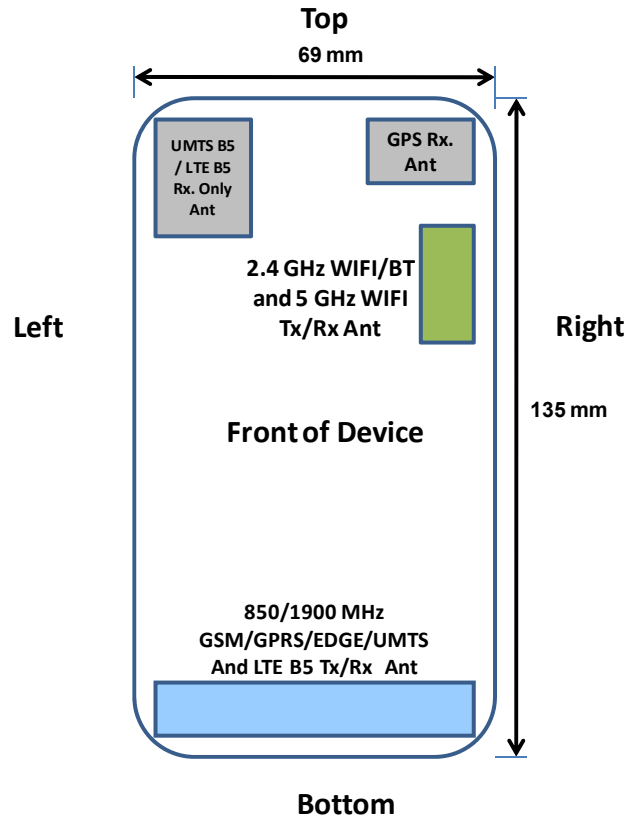 Top
69 mm
UMTS B5
/ LTE B5
Rx. Only
Ant
GPS Rx.
Ant
2.4 GHz WIFI/BT
and 5 GHz WIFI
Tx/Rx Ant
Left
Right
135 mm
Front of Device
850/1900 MHz
GSM/GPRS/EDGE/UMTS
And LTE B5 Tx/Rx Ant
Bottom